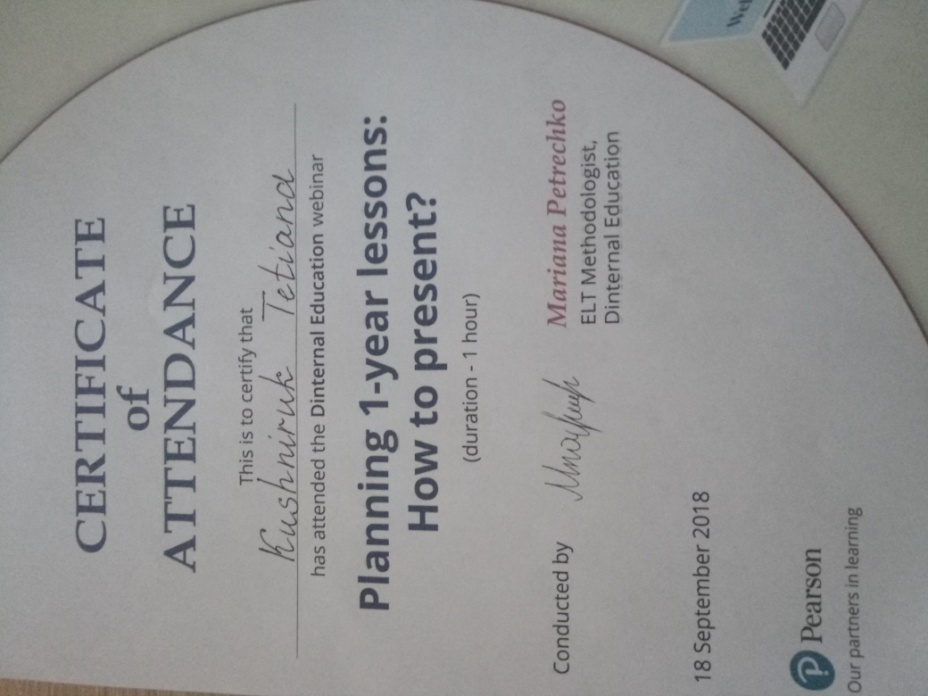 CERTIFICATE
of
ATTENDANCE
This is to certify that
Kushniruk Tetiana
has attended the Dinternal Education webinar
Planning 1-year lessons:
How to present?
(duration - 1 hour)
Conducted by
Mariana Petrechko
ELT Methodologist,
Dinternal Education
18 September 2018
Pearson
Our partners in learning